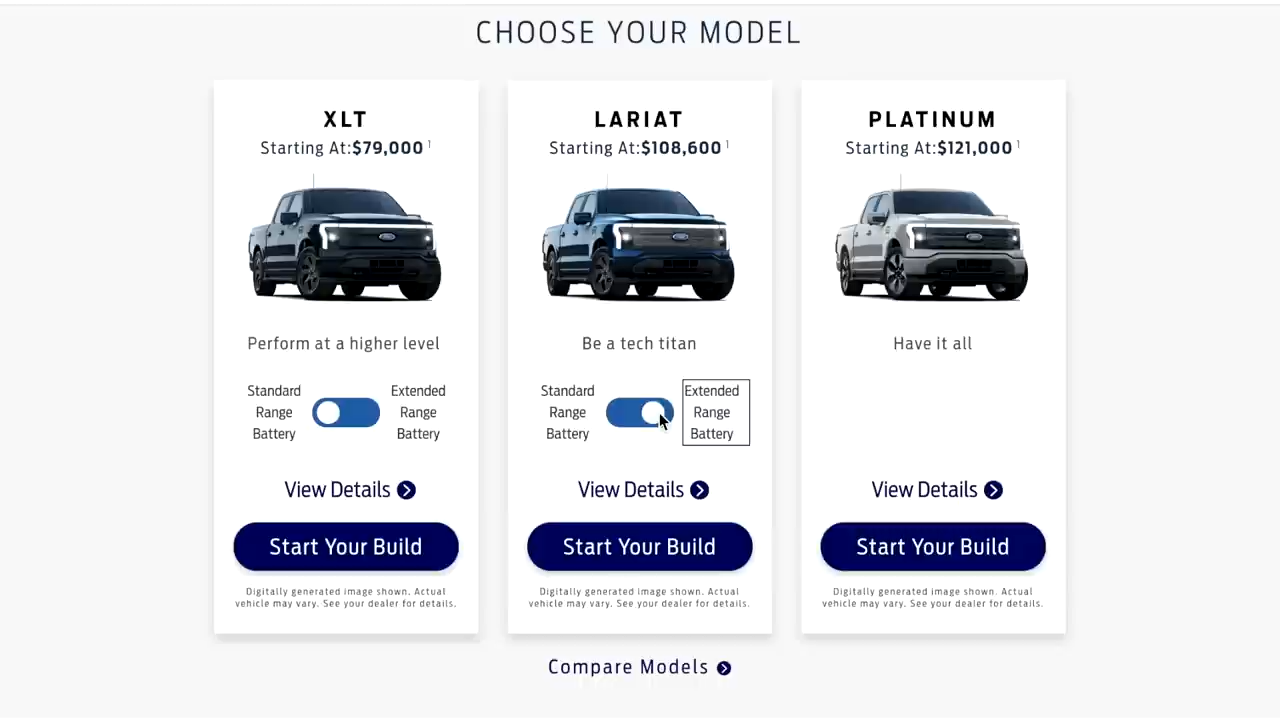 CHOOSE YOUR MODEL
XLT
Starting At:$79,000 1
Perform at a higher level
Standard Range Battery
Extended Range Battery
View Details
Start Your Build
Digitally generated image shown. Actual
vehicle may vary. See your dealer for details.
LARIAT
Starting At:$108,600 1
Be a tech titan
Standard Range Battery
Extended Range Battery
View Details
Start Your Build
Digitally generated image shown. Actual
vehicle may vary. See your dealer for details.
PLATINUM
Starting At:$121,000 1
Have it all
View Details
Start Your Build
Digitally generated image shown. Actual
vehicle may vary. See your dealer for details.
Compare Models